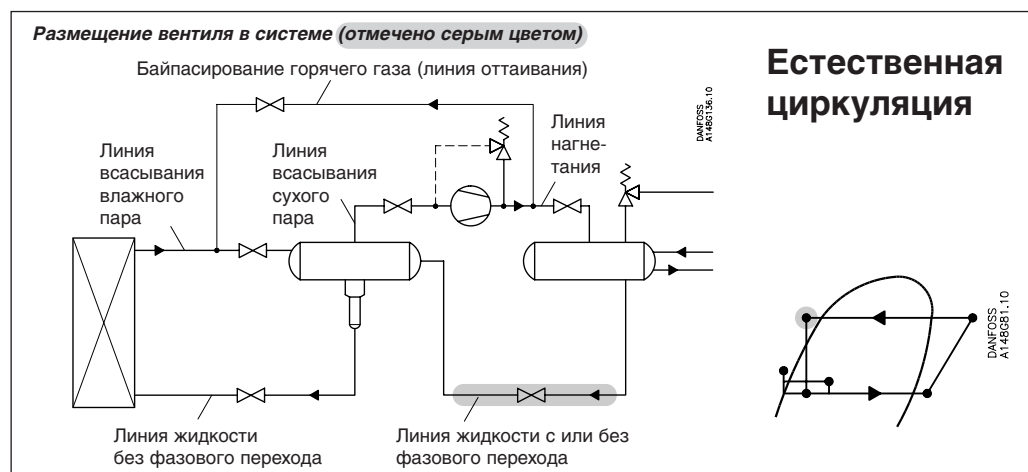 Размещение вентиля в системе (отмечено серым цветом)
Байпасирование горячего газа (линия оттаивания)
Естественная
циркуляция
DANFOSS
A148G136.10
Линия
всасывания
влажного
пара
Линия
всасывания
сухого
пара
Линия
нагне-
тания
DANFOSS
A148G81.10
Линия жидкости
без фазового перехода
Линия жидкости с или без
фазового перехода